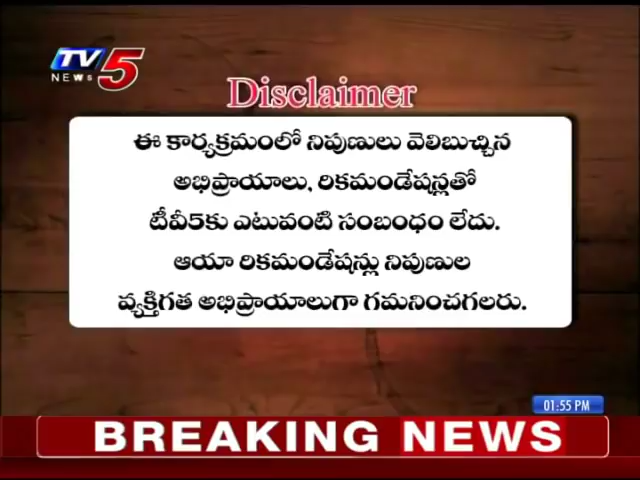 TV5
NEWS
Disclaimer
ఈ కార్యక్రమంలో నిపుణులు వెలిబుచ్చిన
అభిప్రాయాలు, రికమండేషన్లతో
టీవీ5కు ఎటువంటి సంబంధం లేదు.
ఆయా రికమండేషన్లు నిపుణుల
వ్యక్తిగత అభిప్రాయాలుగా గమనించగలరు.
01:55 PM
BREAKING NEWS